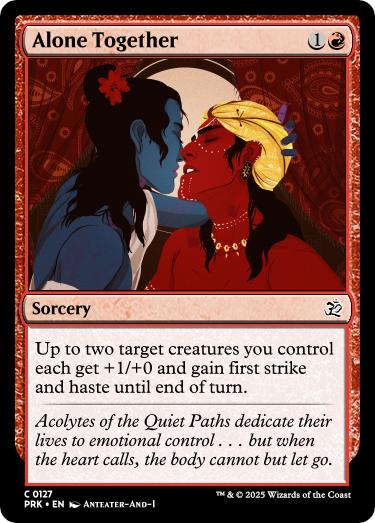 Alone Together 1
Sorcery
Up to two target creatures you control
each get +1/+0 and gain first strike
and haste until end of turn.
Acolytes of the Quiet Paths dedicate their
lives to emotional control . . . but when
the heart calls, the body cannot but let go.
C 0127
PRK • EN Anteater-And-I
™ & © 2025 Wizards of the Coast